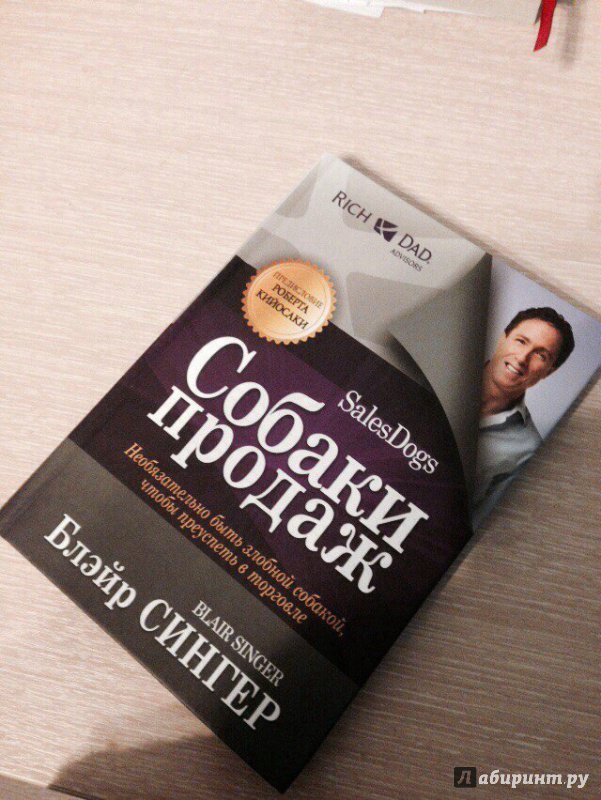 RICH DAD
ADVISORS
ПРЕДИСЛОВИЕ
РОБЕРТА
КИЙОСАКИ
SalesDogs
Собаки
продаж
Необязательно быть злобной собакой,
чтобы преуспеть в торговле
BLAIR SINGER
Блэйр СИНГЕР
Лабиринт.ру